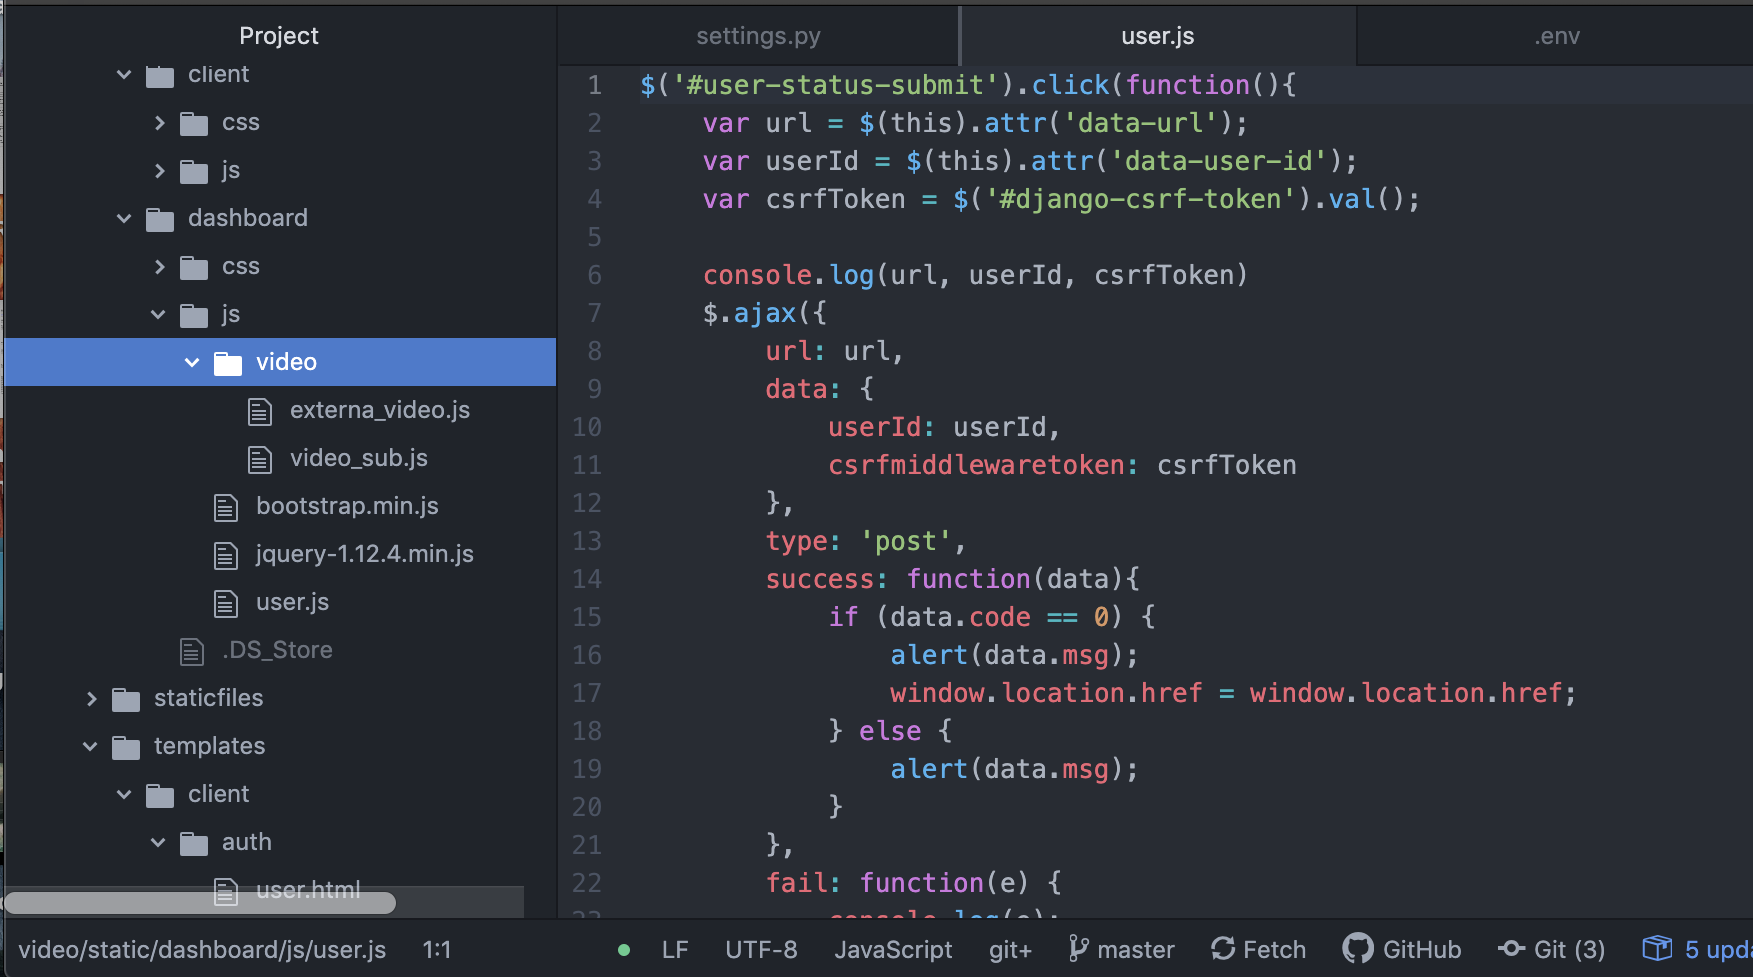 Project
client
css
js
dashboard
css
js
video
externa_video.js
video_sub.js
bootstrap.min.js
jquery-1.12.4.min.js
user.js
.DS_Store
staticfiles
templates
client
auth
user.html
settings.py
user.js
.env
1 $('#user-status-submit').click(function(){
2 var url = $(this).attr('data-url');
3 var userId = $(this).attr('data-user-id');
4 var csrfToken = $('#django-csrf-token').val();
5
6 console.log(url, userId, csrfToken)
7 $.ajax({
8 url: url,
9 data: {
10 userId: userId,
11 csrfmiddlewaretoken: csrfToken
12 },
13 type: 'post',
14 success: function(data){
15 if (data.code == 0) {
16 alert(data.msg);
17 window.location.href = window.location.href;
18 } else {
19 alert(data.msg);
20 }
21 },
22 fail: function(e) {
23 console.log(e);
video/static/dashboard/js/user.js 1:1 LF UTF-8 JavaScript git+ master Fetch GitHub Git (3) 5 upda